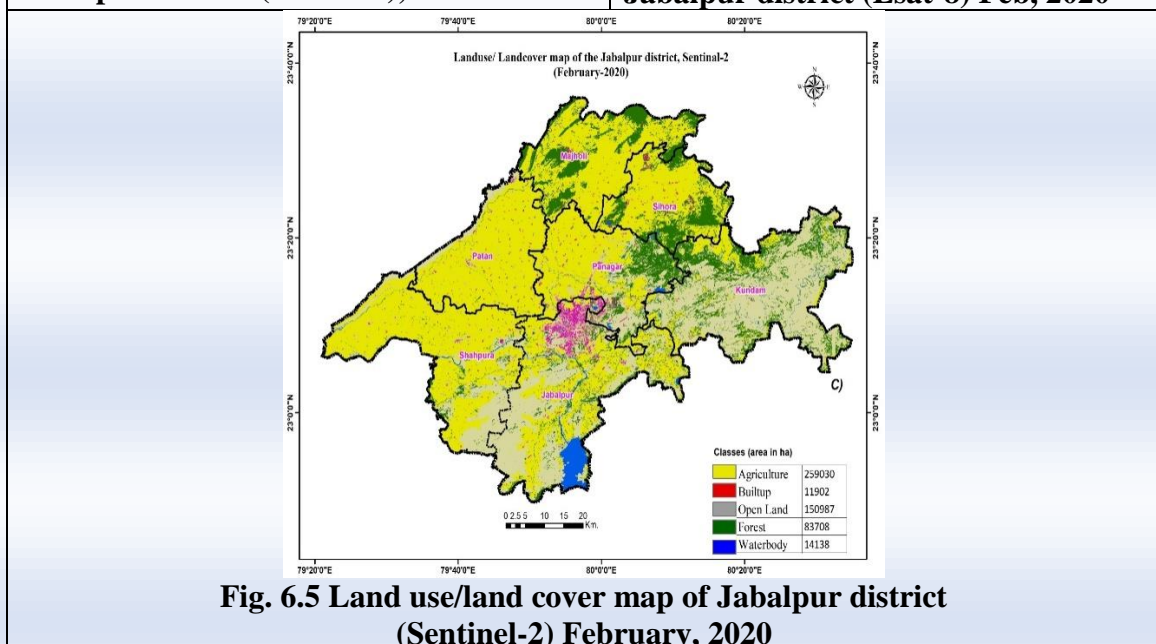 Jabalpur district (Lsat-8) Feb, 2020
79°20'0"E
79°40'0"E
80°0'0"E
80°20'0"E
Landuse/ Landcover map of the Jabalpur district, Sentinal-2
(February-2020)
N
E
S
23°40'0"N
23°40'0"N
Majholi
Sihora
23°20'0"N
23°20'0"N
Patan
Panagar
Kundam
Shahpura
C)
Jabalpur
23°0'0"N
23°0'0"N
Classes (area in ha)
Agriculture 259030
Builtup 11902
Open Land 150987
Forest 83708
Waterbody 14138
0 2.5 5 10 15 20
Km.
79°20'0"E
79°40'0"E
80°0'0"E
80°20'0"E
Fig. 6.5 Land use/land cover map of Jabalpur district
(Sentinel-2) February, 2020